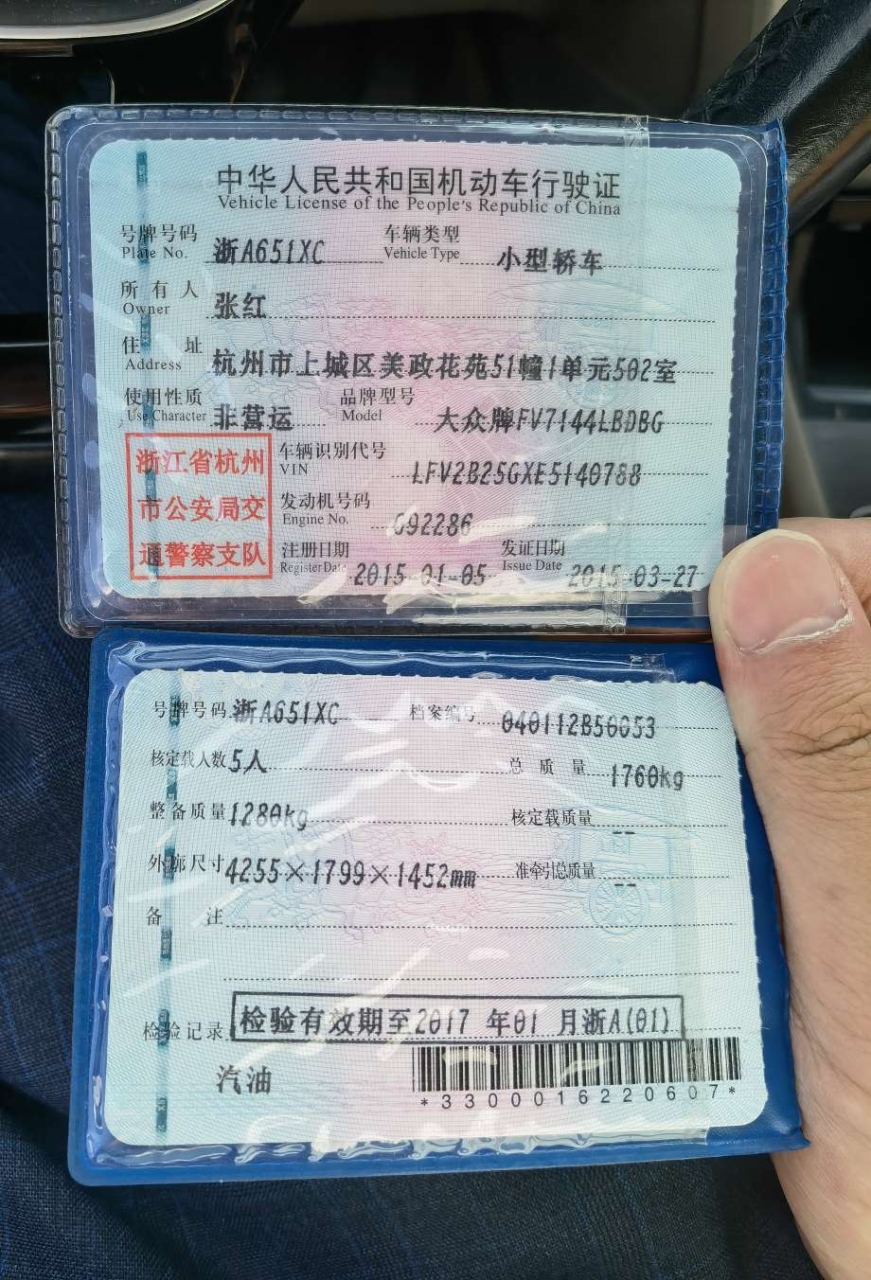 中华人民共和国机动车行驶证
Vehicle License of the People's Republic of China
号牌号码 浙A651XC 车辆类型 小型轿车
Plate No. Vehicle Type
所有人 张红
Owner
住址 杭州市上城区美政花苑51幢1单元502室
Address
使用性质 非营运 品牌型号 大众牌FV7144LBDBG
Use Character Model
浙江省杭州
市公安局交
通警察支队
车辆识别代号 LFV2B25GXE5140788
VIN
发动机号码 G92286
Engine No.
注册日期 2015-01-05 发证日期 2015-03-27
Register Date Issue Date
号牌号码 浙A651XC 档案编号 040112B50053
核定载人数 5人 总质量 1760kg
整备质量 1280kg 核定载质量 --
外廓尺寸 4255×1799×1452mm 准牵引总质量 --
备注
检验记录 检验有效期至2017年01月浙A(01)
汽油
*3300016220607*